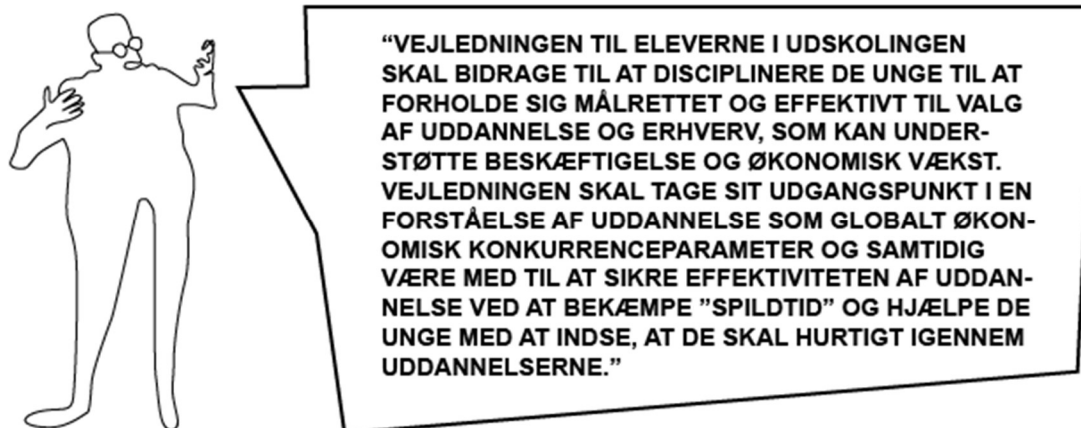 “VEJLEDNINGEN TIL ELEVERNE I UDSKOLINGEN
SKAL BIDRAGE TIL AT DISCIPLINERE DE UNGE TIL AT
FORHOLDE SIG MÅLRETTET OG EFFEKTIVT TIL VALG
AF UDDANNELSE OG ERHVERV, SOM KAN UNDER-
STØTTE BESKÆFTIGELSE OG ØKONOMISK VÆKST.
VEJLEDNINGEN SKAL TAGE SIT UDGANGSPUNKT I EN
FORSTÅELSE AF UDDANNELSE SOM GLOBALT ØKON-
OMISK KONKURRENCEPARAMETER OG SAMTIDIG
VÆRE MED TIL AT SIKRE EFFEKTIVITETEN AF UDDAN-
NELSE VED AT BEKÆMPE ”SPILDTID” OG HJÆLPE DE
UNGE MED AT INDSE, AT DE SKAL HURTIGT IGENNEM
UDDANNELSERNE.”